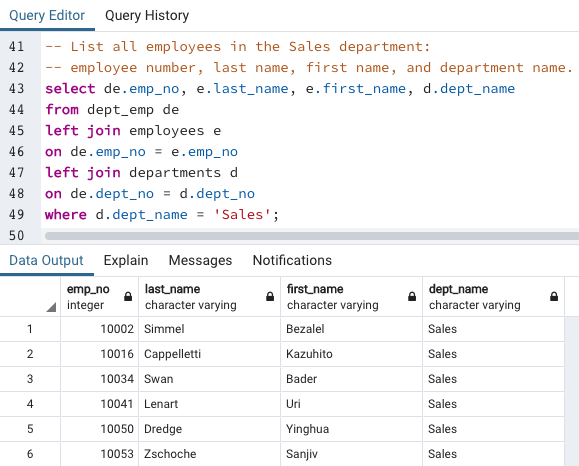 Query Editor Query History
41 -- List all employees in the Sales department:
42 -- employee number, last name, first name, and department name.
43 select de.emp_no, e.last_name, e.first_name, d.dept_name
44 from dept_emp de
45 left join employees e
46 on de.emp_no = e.emp_no
47 left join departments d
48 on de.dept_no = d.dept_no
49 where d.dept_name = 'Sales';
50
Data Output Explain Messages Notifications
emp_no last_name first_name dept_name
integer character varying character varying character varying
1 10002 Simmel Bezalel Sales
2 10016 Cappelletti Kazuhito Sales
3 10034 Swan Bader Sales
4 10041 Lenart Uri Sales
5 10050 Dredge Yinghua Sales
6 10053 Zschoche Sanjiv Sales